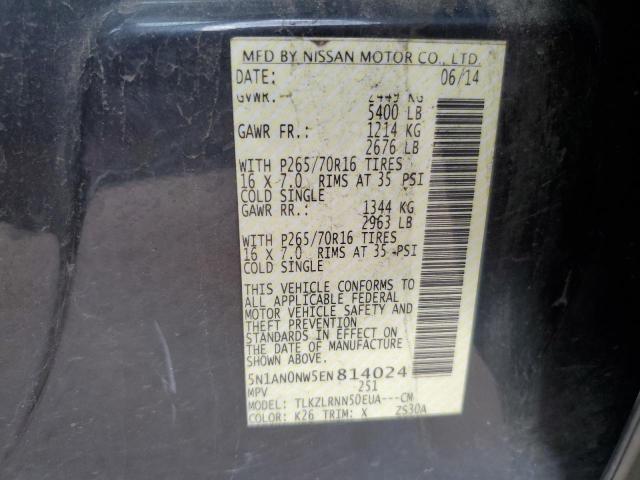 MFD BY NISSAN MOTOR CO., LTD.
DATE: 06/14
GVWR: 2449 KG
5400 LB
GAWR FR.: 1214 KG
2676 LB
WITH P265/70R16 TIRES
16 X 7.0 RIMS AT 35 PSI
COLD SINGLE
GAWR RR.: 1344 KG
2963 LB
WITH P265/70R16 TIRES
16 X 7.0 RIMS AT 35 PSI
COLD SINGLE
THIS VEHICLE CONFORMS TO
ALL APPLICABLE FEDERAL
MOTOR VEHICLE SAFETY AND
THEFT PREVENTION
STANDARDS IN EFFECT ON
THE DATE OF MANUFACTURE
SHOWN ABOVE.
5N1AN0NW5EN814024
MPV 2S1
MODEL: TLKZLRNN50EUA---CM
COLOR: K26 TRIM: X ZS30A